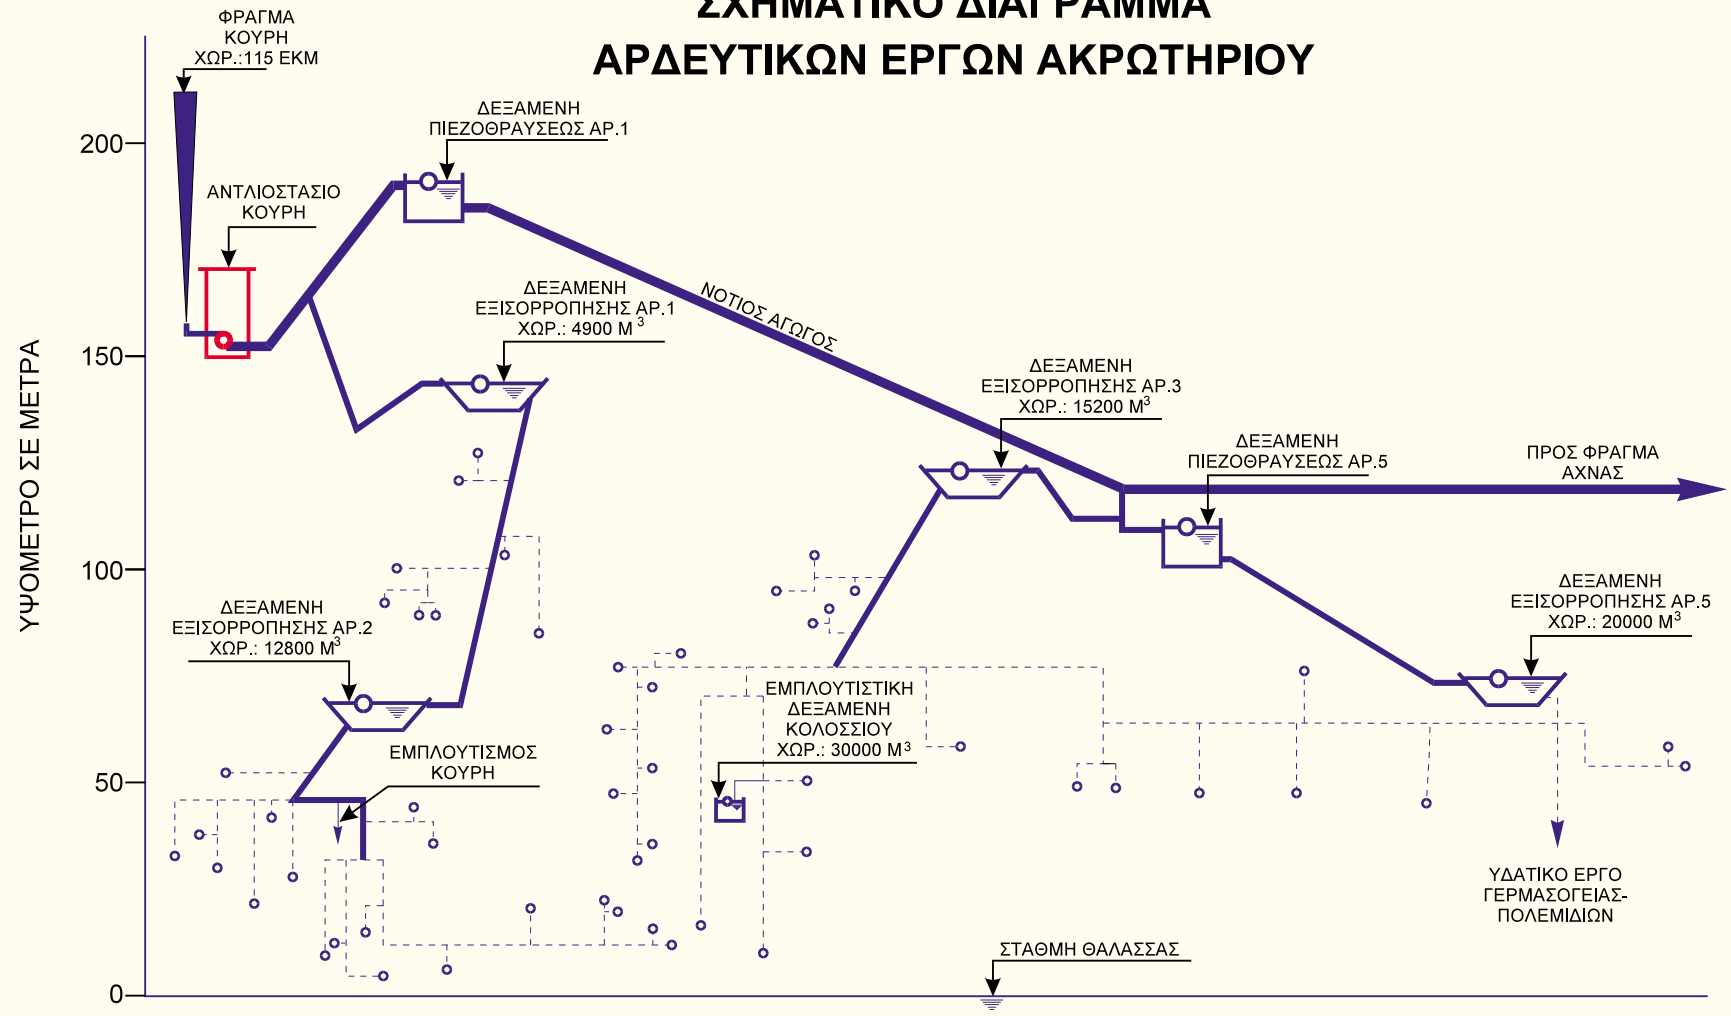 ΣΧΗΜΑΤΙΚΟ ΔΙΑΓΡΑΜΜΑ
ΑΡΔΕΥΤΙΚΩΝ ΕΡΓΩΝ ΑΚΡΩΤΗΡΙΟΥ
ΦΡΑΓΜΑ
ΚΟΥΡΗ
ΧΩΡ.:115 ΕΚΜ
ΔΕΞΑΜΕΝΗ
ΠΙΕΖΟΘΡΑΥΣΕΩΣ ΑΡ.1
200
ΑΝΤΛΙΟΣΤΑΣΙΟ
ΚΟΥΡΗ
ΔΕΞΑΜΕΝΗ
ΕΞΙΣΟΡΡΟΠΗΣΗΣ ΑΡ.1
ΧΩΡ.: 4900 Μ³
ΝΟΤΙΟΣ ΑΓΩΓΟΣ
150
ΥΨΟΜΕΤΡΟ ΣΕ ΜΕΤΡΑ
ΔΕΞΑΜΕΝΗ
ΕΞΙΣΟΡΡΟΠΗΣΗΣ ΑΡ.3
ΧΩΡ.: 15200 Μ³
ΔΕΞΑΜΕΝΗ
ΠΙΕΖΟΘΡΑΥΣΕΩΣ ΑΡ.5
ΠΡΟΣ ΦΡΑΓΜΑ
ΑΧΝΑΣ
100
ΔΕΞΑΜΕΝΗ
ΕΞΙΣΟΡΡΟΠΗΣΗΣ ΑΡ.2
ΧΩΡ.: 12800 Μ³
ΔΕΞΑΜΕΝΗ
ΕΞΙΣΟΡΡΟΠΗΣΗΣ ΑΡ.5
ΧΩΡ.: 20000 Μ³
ΕΜΠΛΟΥΤΙΣΤΙΚΗ
ΔΕΞΑΜΕΝΗ
ΚΟΛΟΣΣΙΟΥ
ΧΩΡ.: 30000 Μ³
ΕΜΠΛΟΥΤΙΣΜΟΣ
ΚΟΥΡΗ
50
ΥΔΑΤΙΚΟ ΕΡΓΟ
ΓΕΡΜΑΣΟΓΕΙΑΣ-
ΠΟΛΕΜΙΔΙΩΝ
ΣΤΑΘΜΗ ΘΑΛΑΣΣΑΣ
0